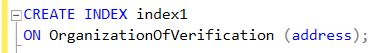 CREATE INDEX index1
ON OrganizationOfVerification (address);